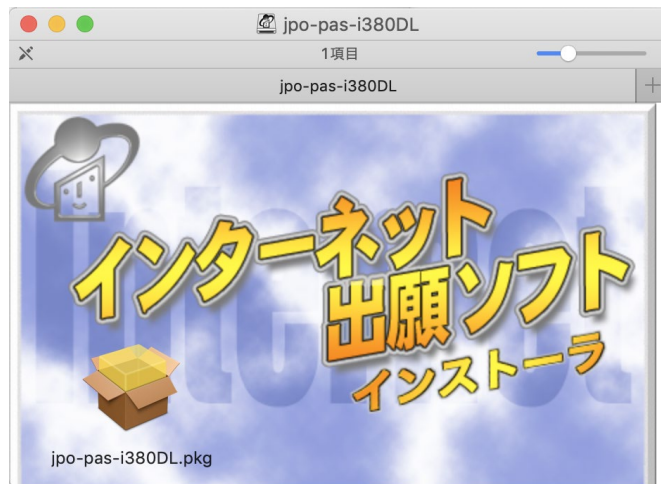 jpo-pas-i380DL
1項目
jpo-pas-i380DL
Internet
インターネット
出願ソフト
インストーラ
jpo-pas-i380DL.pkg